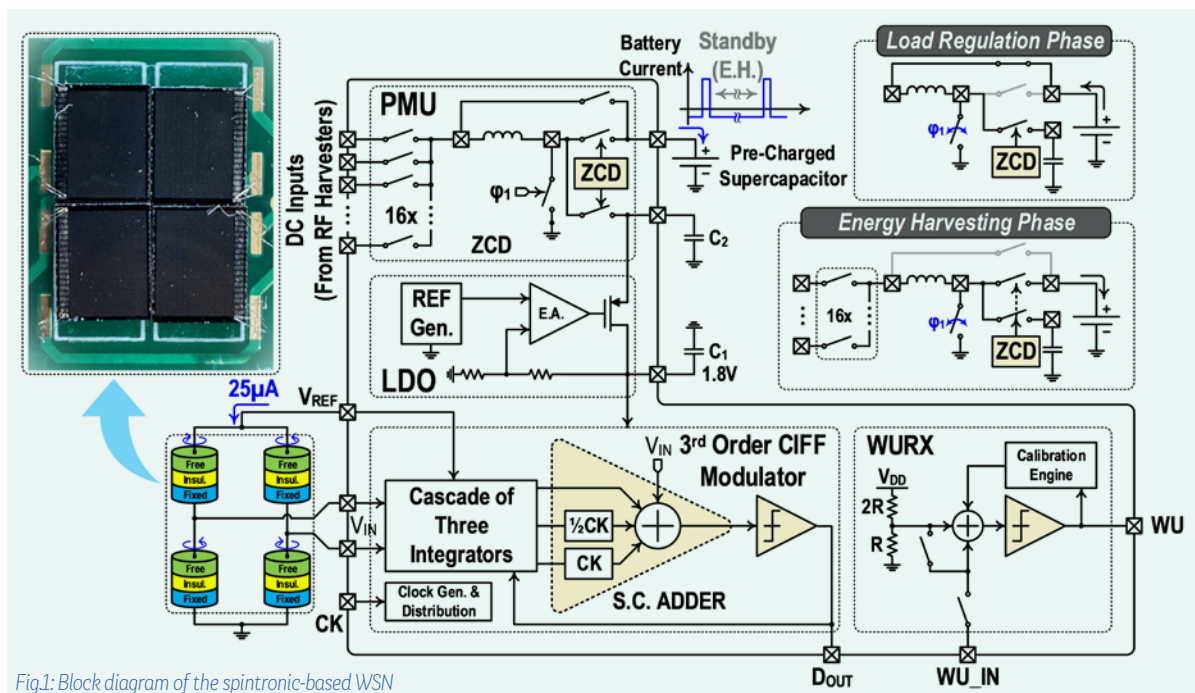 Battery
Current
Standby
(E.H.)
Load Regulation Phase
φ1
ZCD
DC Inputs
(From RF Harvesters)
PMU
16x
φ1
ZCD
ZCD
+
−
Pre-Charged
Supercapacitor
C2
Energy Harvesting Phase
16x
φ1
ZCD
REF
Gen.
E.A.
LDO
C1
1.8V
25µA
VREF
Free
Insul.
Fixed
Free
Insul.
Fixed
Free
Insul.
Fixed
Free
Insul.
Fixed
VIN
CK
Cascade of
Three
Integrators
Clock Gen. &
Distribution
½CK
CK
VIN
3rd Order CIFF
Modulator
S.C. ADDER
DOUT
WURX
VDD
2R
R
Calibration
Engine
WU
WU_IN
Fig.1: Block diagram of the spintronic-based WSN